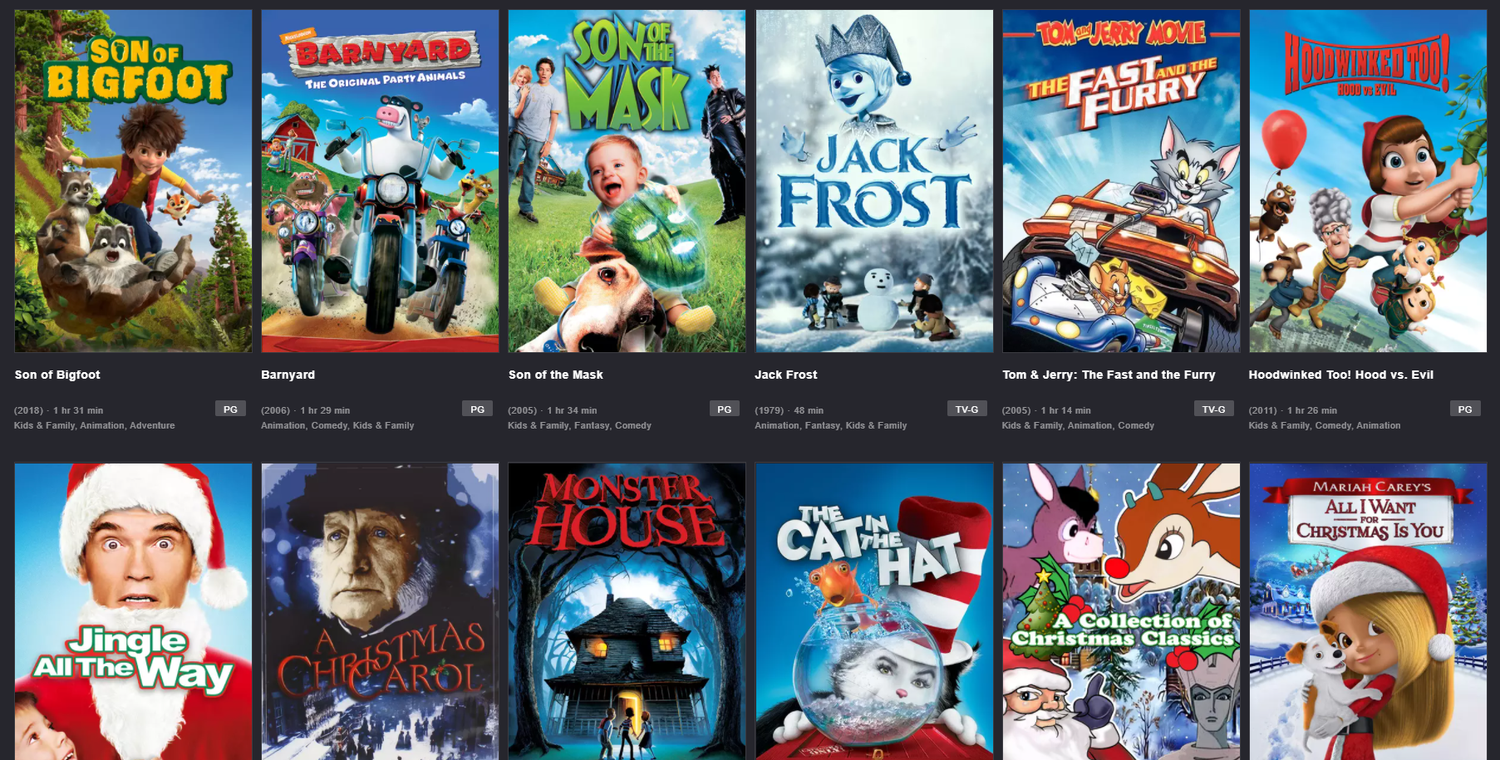 SON OF
BIGFOOT
NICKELODEON
BARNYARD
THE ORIGINAL PARTY ANIMALS
SON OF
THE
MASK
JACK
FROST
TOM and JERRY MOVIE
THE FAST AND THE
FURRY
HOODWINKED TOO!
HOOD vs EVIL
Son of Bigfoot
Barnyard
Son of the Mask
Jack Frost
Tom & Jerry: The Fast and the Furry
Hoodwinked Too! Hood vs. Evil
(2018) · 1 hr 31 min
PG
Kids & Family, Animation, Adventure
(2006) · 1 hr 29 min
PG
Animation, Comedy, Kids & Family
(2005) · 1 hr 34 min
PG
Kids & Family, Fantasy, Comedy
(1979) · 48 min
TV-G
Animation, Fantasy, Kids & Family
(2005) · 1 hr 14 min
TV-G
Kids & Family, Animation, Comedy
(2011) · 1 hr 26 min
PG
Kids & Family, Comedy, Animation
Jingle
All The Way
A
CHRISTMAS
CAROL
MONSTER
HOUSE
THE
CAT IN
THE
HAT
A Collection of
Christmas Classics
MARIAH CAREY'S
ALL I WANT
FOR
CHRISTMAS IS YOU